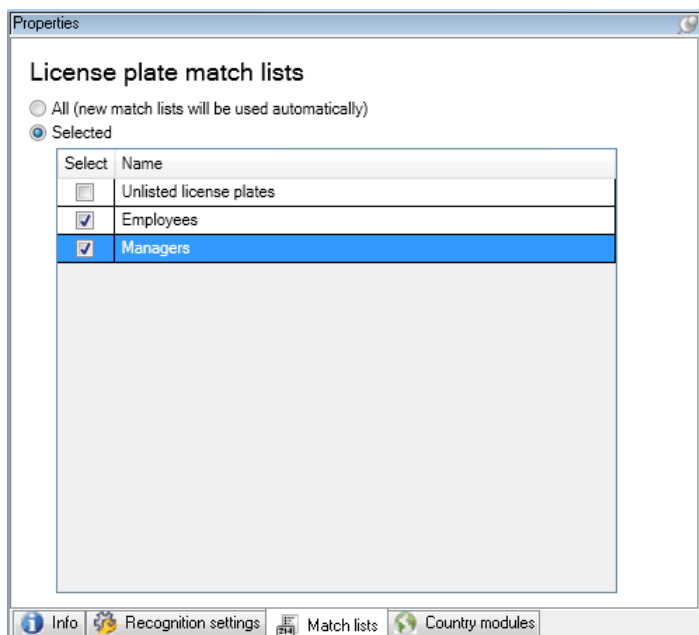 Properties
License plate match lists
All (new match lists will be used automatically)
Selected
Select Name
Unlisted license plates
Employees
Managers
Info Recognition settings Match lists Country modules